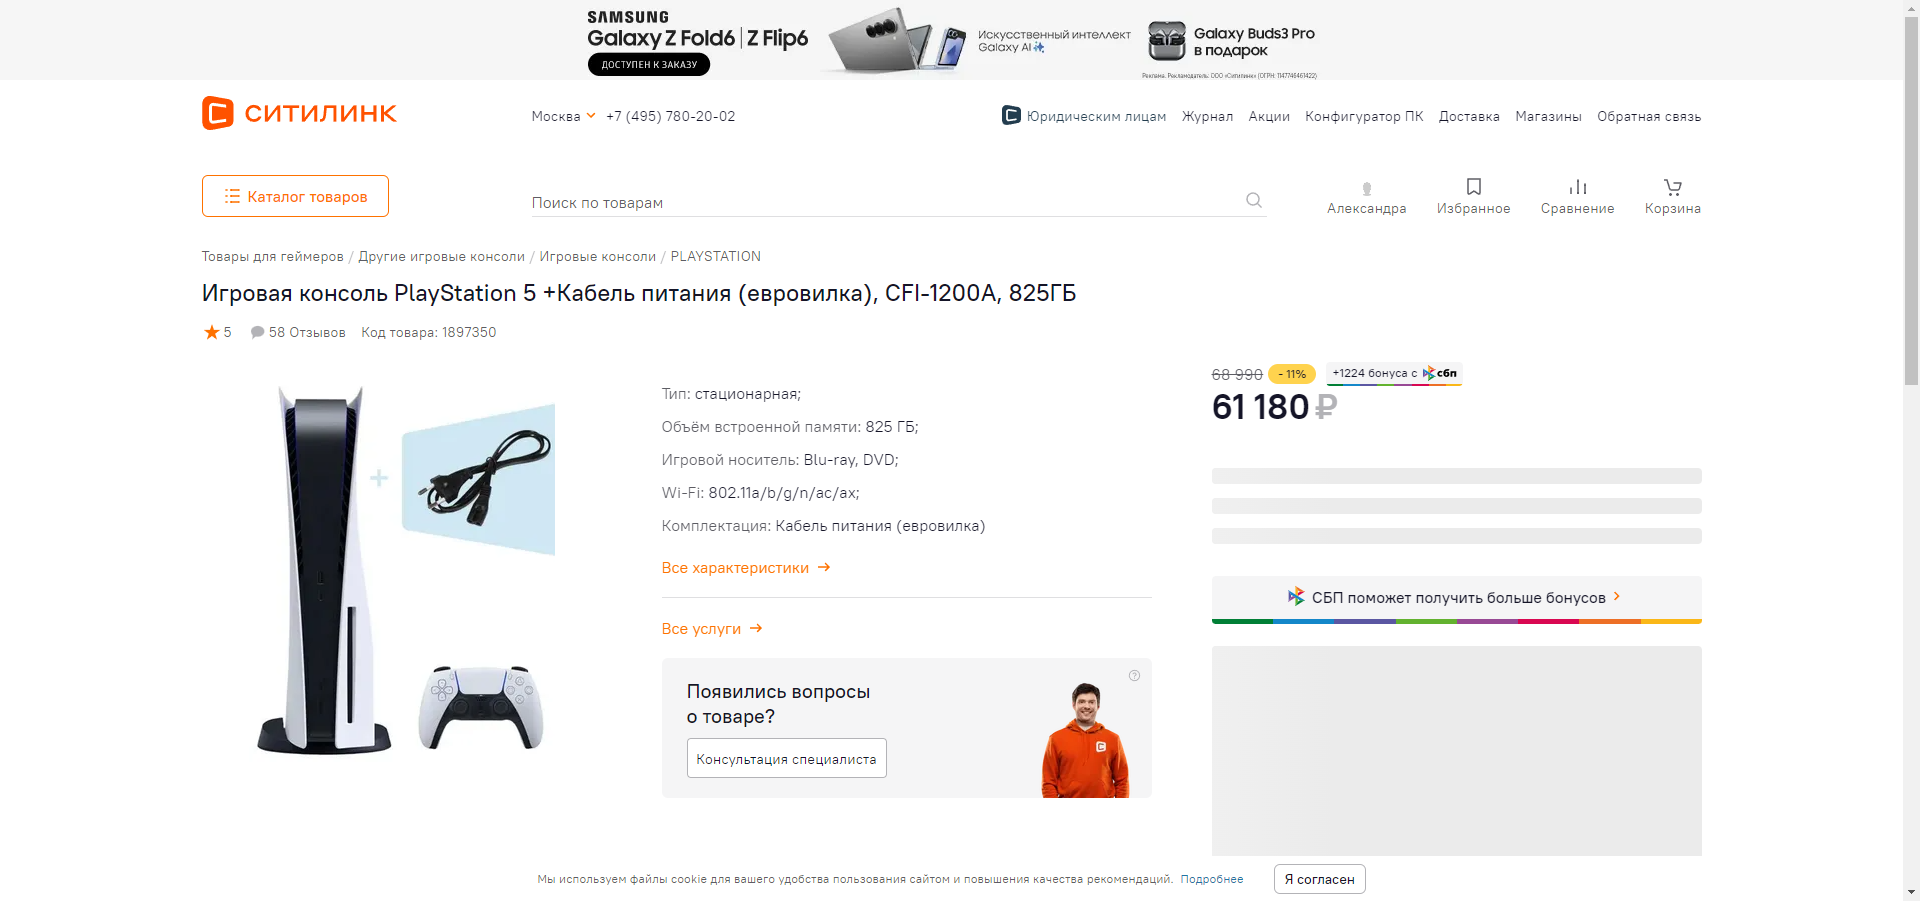 SAMSUNG
Galaxy Z Fold6 | Z Flip6
ДОСТУПЕН К ЗАКАЗУ
Искусственный интеллект
Galaxy AI
Galaxy Buds3 Pro
в подарок
Реклама. Рекламодатель: ООО «Ситилинк» (ОГРН: 1147746461422)
СИТИЛИНК
Москва +7 (495) 780-20-02
Юридическим лицам Журнал Акции Конфигуратор ПК Доставка Магазины Обратная связь
Каталог товаров
Поиск по товарам
Александра Избранное Сравнение Корзина
Товары для геймеров / Другие игровые консоли / Игровые консоли / PLAYSTATION
Игровая консоль PlayStation 5 +Кабель питания (евровилка), CFI-1200A, 825ГБ
5 58 Отзывов Код товара: 1897350
68 990 - 11% +1224 бонуса с сбп
61 180 ₽
Тип: стационарная;
Объём встроенной памяти: 825 ГБ;
Игровой носитель: Blu-ray, DVD;
Wi-Fi: 802.11a/b/g/n/ac/ax;
Комплектация: Кабель питания (евровилка)
Все характеристики →
Все услуги →
СБП поможет получить больше бонусов
Появились вопросы
о товаре?
Консультация специалиста
Мы используем файлы cookie для вашего удобства пользования сайтом и повышения качества рекомендаций. Подробнее
Я согласен